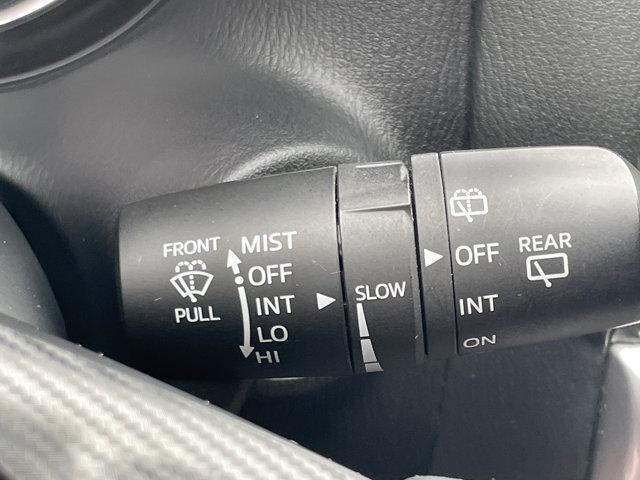 FRONT
PULL
MIST
OFF
INT
LO
HI
SLOW
OFF
INT
ON
REAR